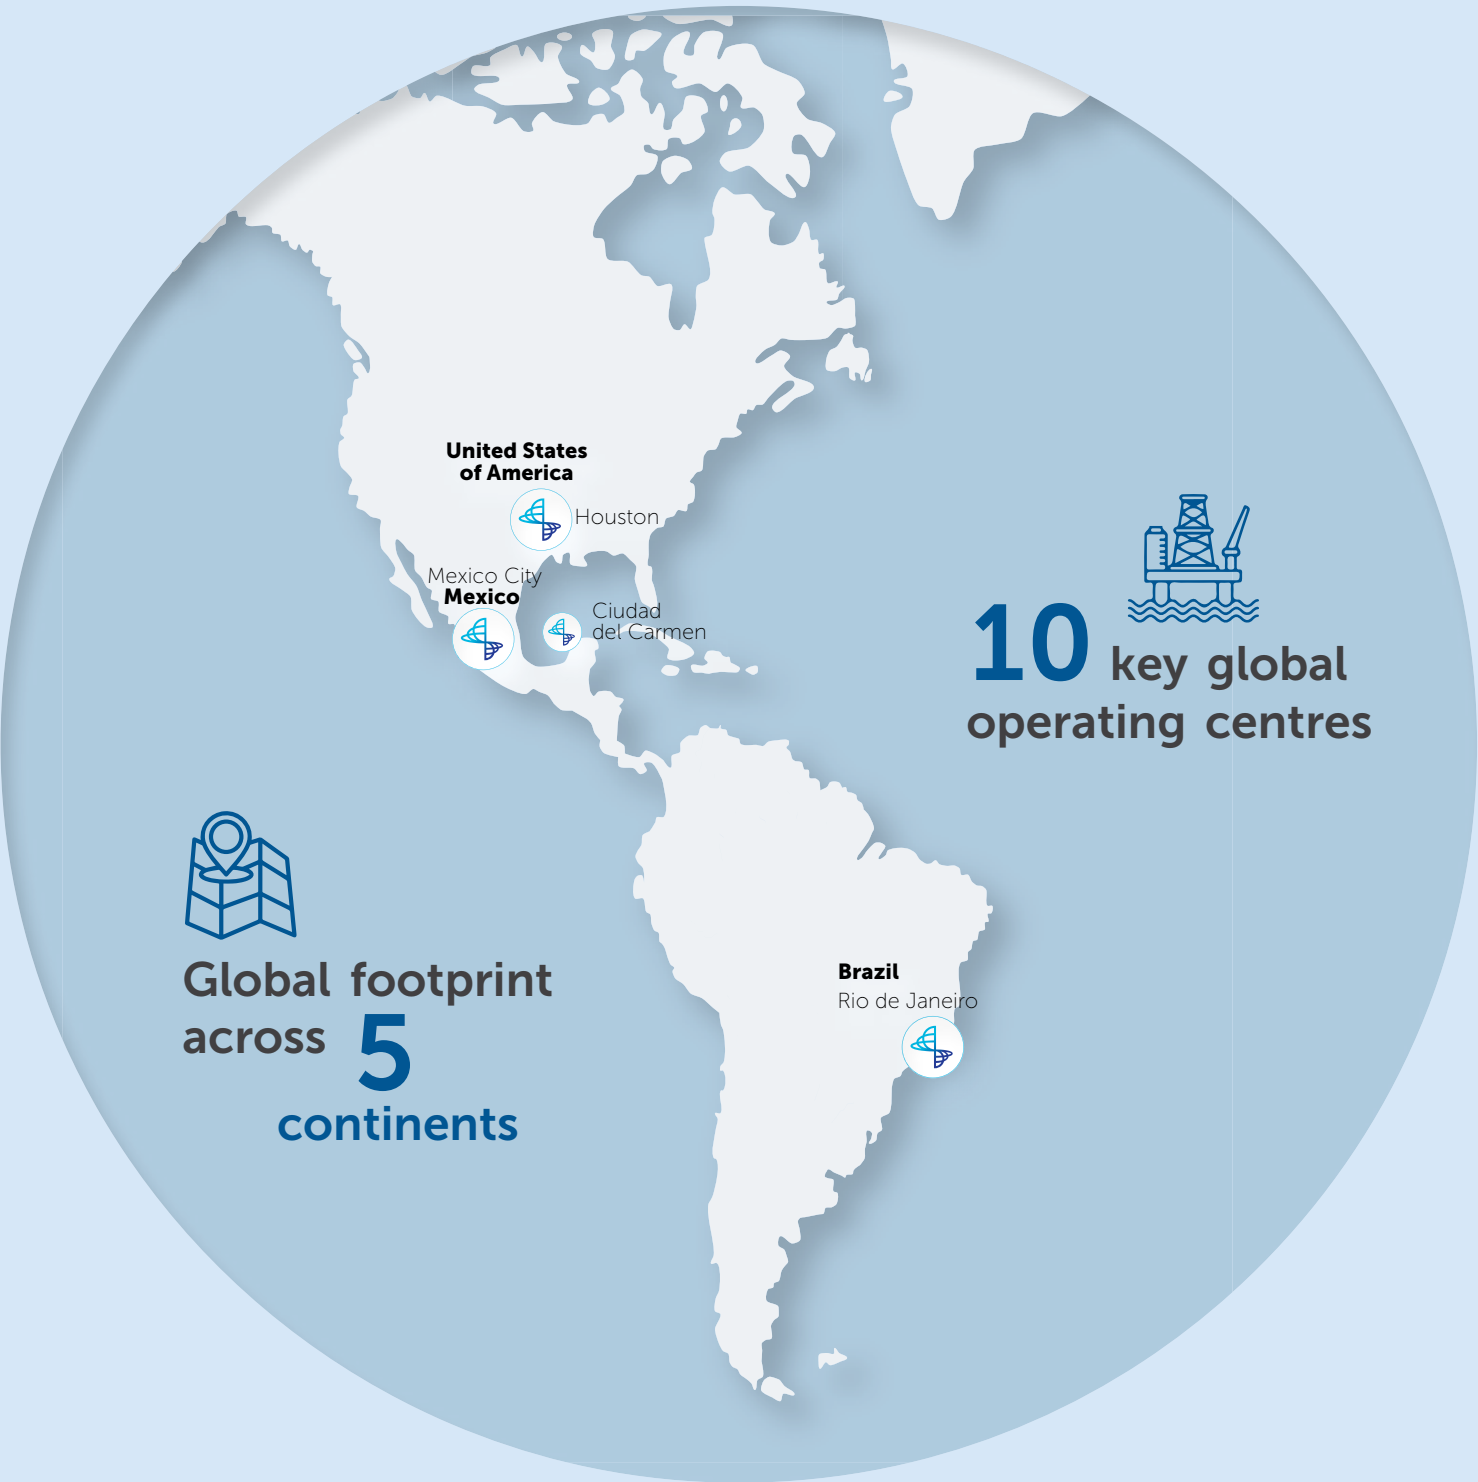 United States
of America
Houston
Mexico City
Mexico
Ciudad
del Carmen
10 key global
operating centres
Global footprint
across 5
continents
Brazil
Rio de Janeiro